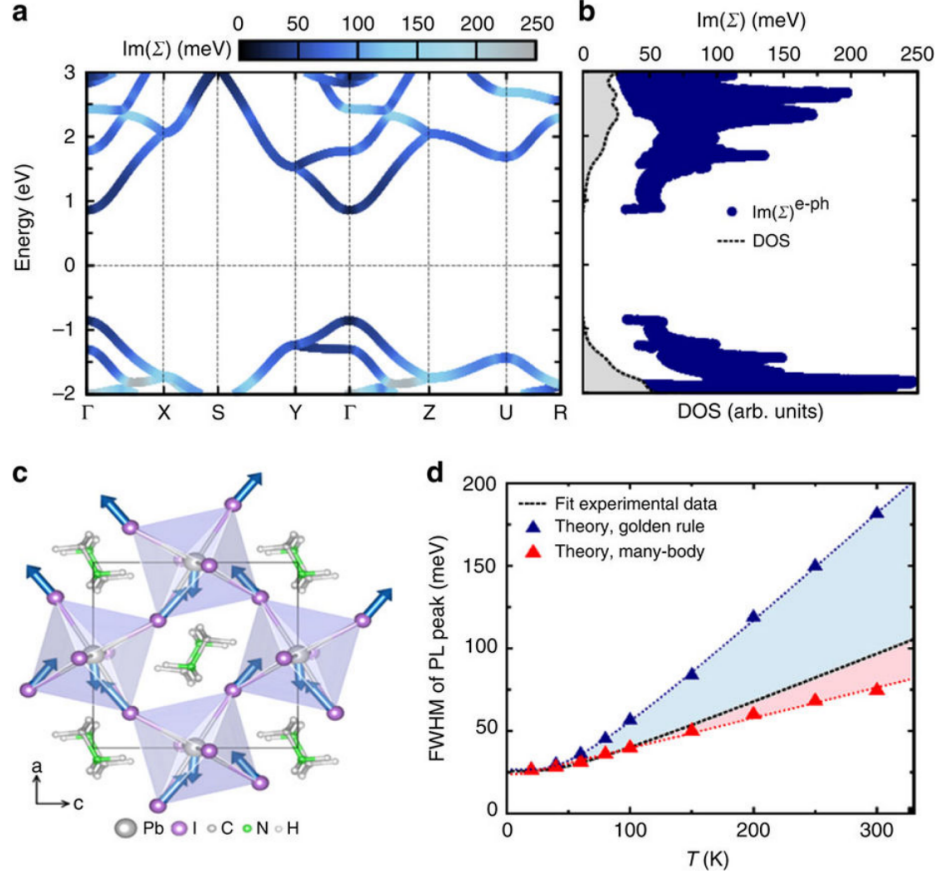 a
Im(Σ) (meV)
0 50 100 150 200 250
Energy (eV)
3
2
1
0
−1
−2
Γ X S Y Γ Z U R
b
Im(Σ) (meV)
0 50 100 150 200 250
Im(Σ)e-ph
DOS
DOS (arb. units)
c
a
c
Pb I C N H
d
FWHM of PL peak (meV)
200
150
100
50
0
Fit experimental data
Theory, golden rule
Theory, many-body
0 100 200 300
T (K)